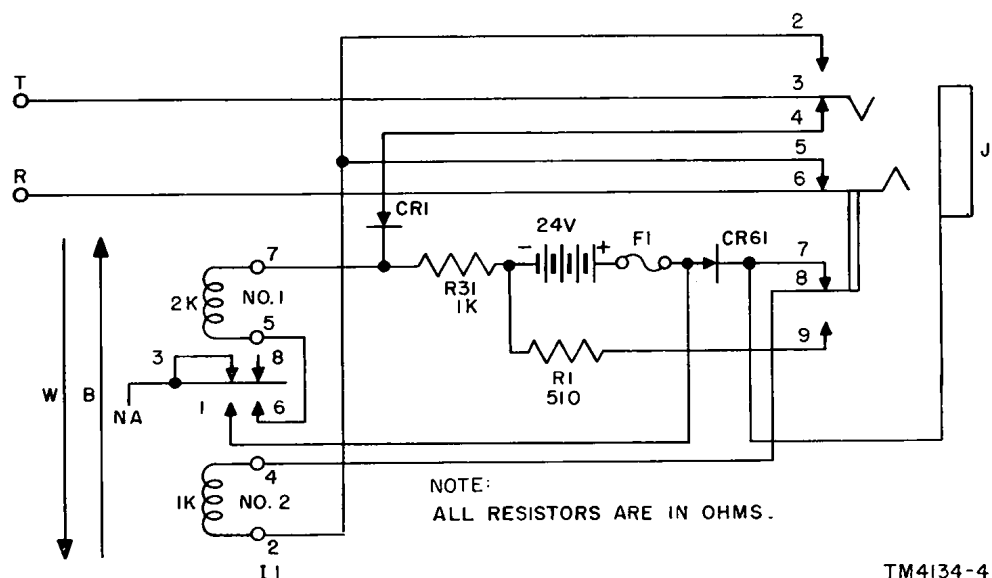 2
T
3
4
J
5
R
6
CR1
24V
F1
CR61
-
+
7
7
8
R31
1K
2K
NO.1
5
9
3
8
R1
510
W
B
NA
1
6
4
1K
NO. 2
2
I1
NOTE:
ALL RESISTORS ARE IN OHMS.
TM4134-4